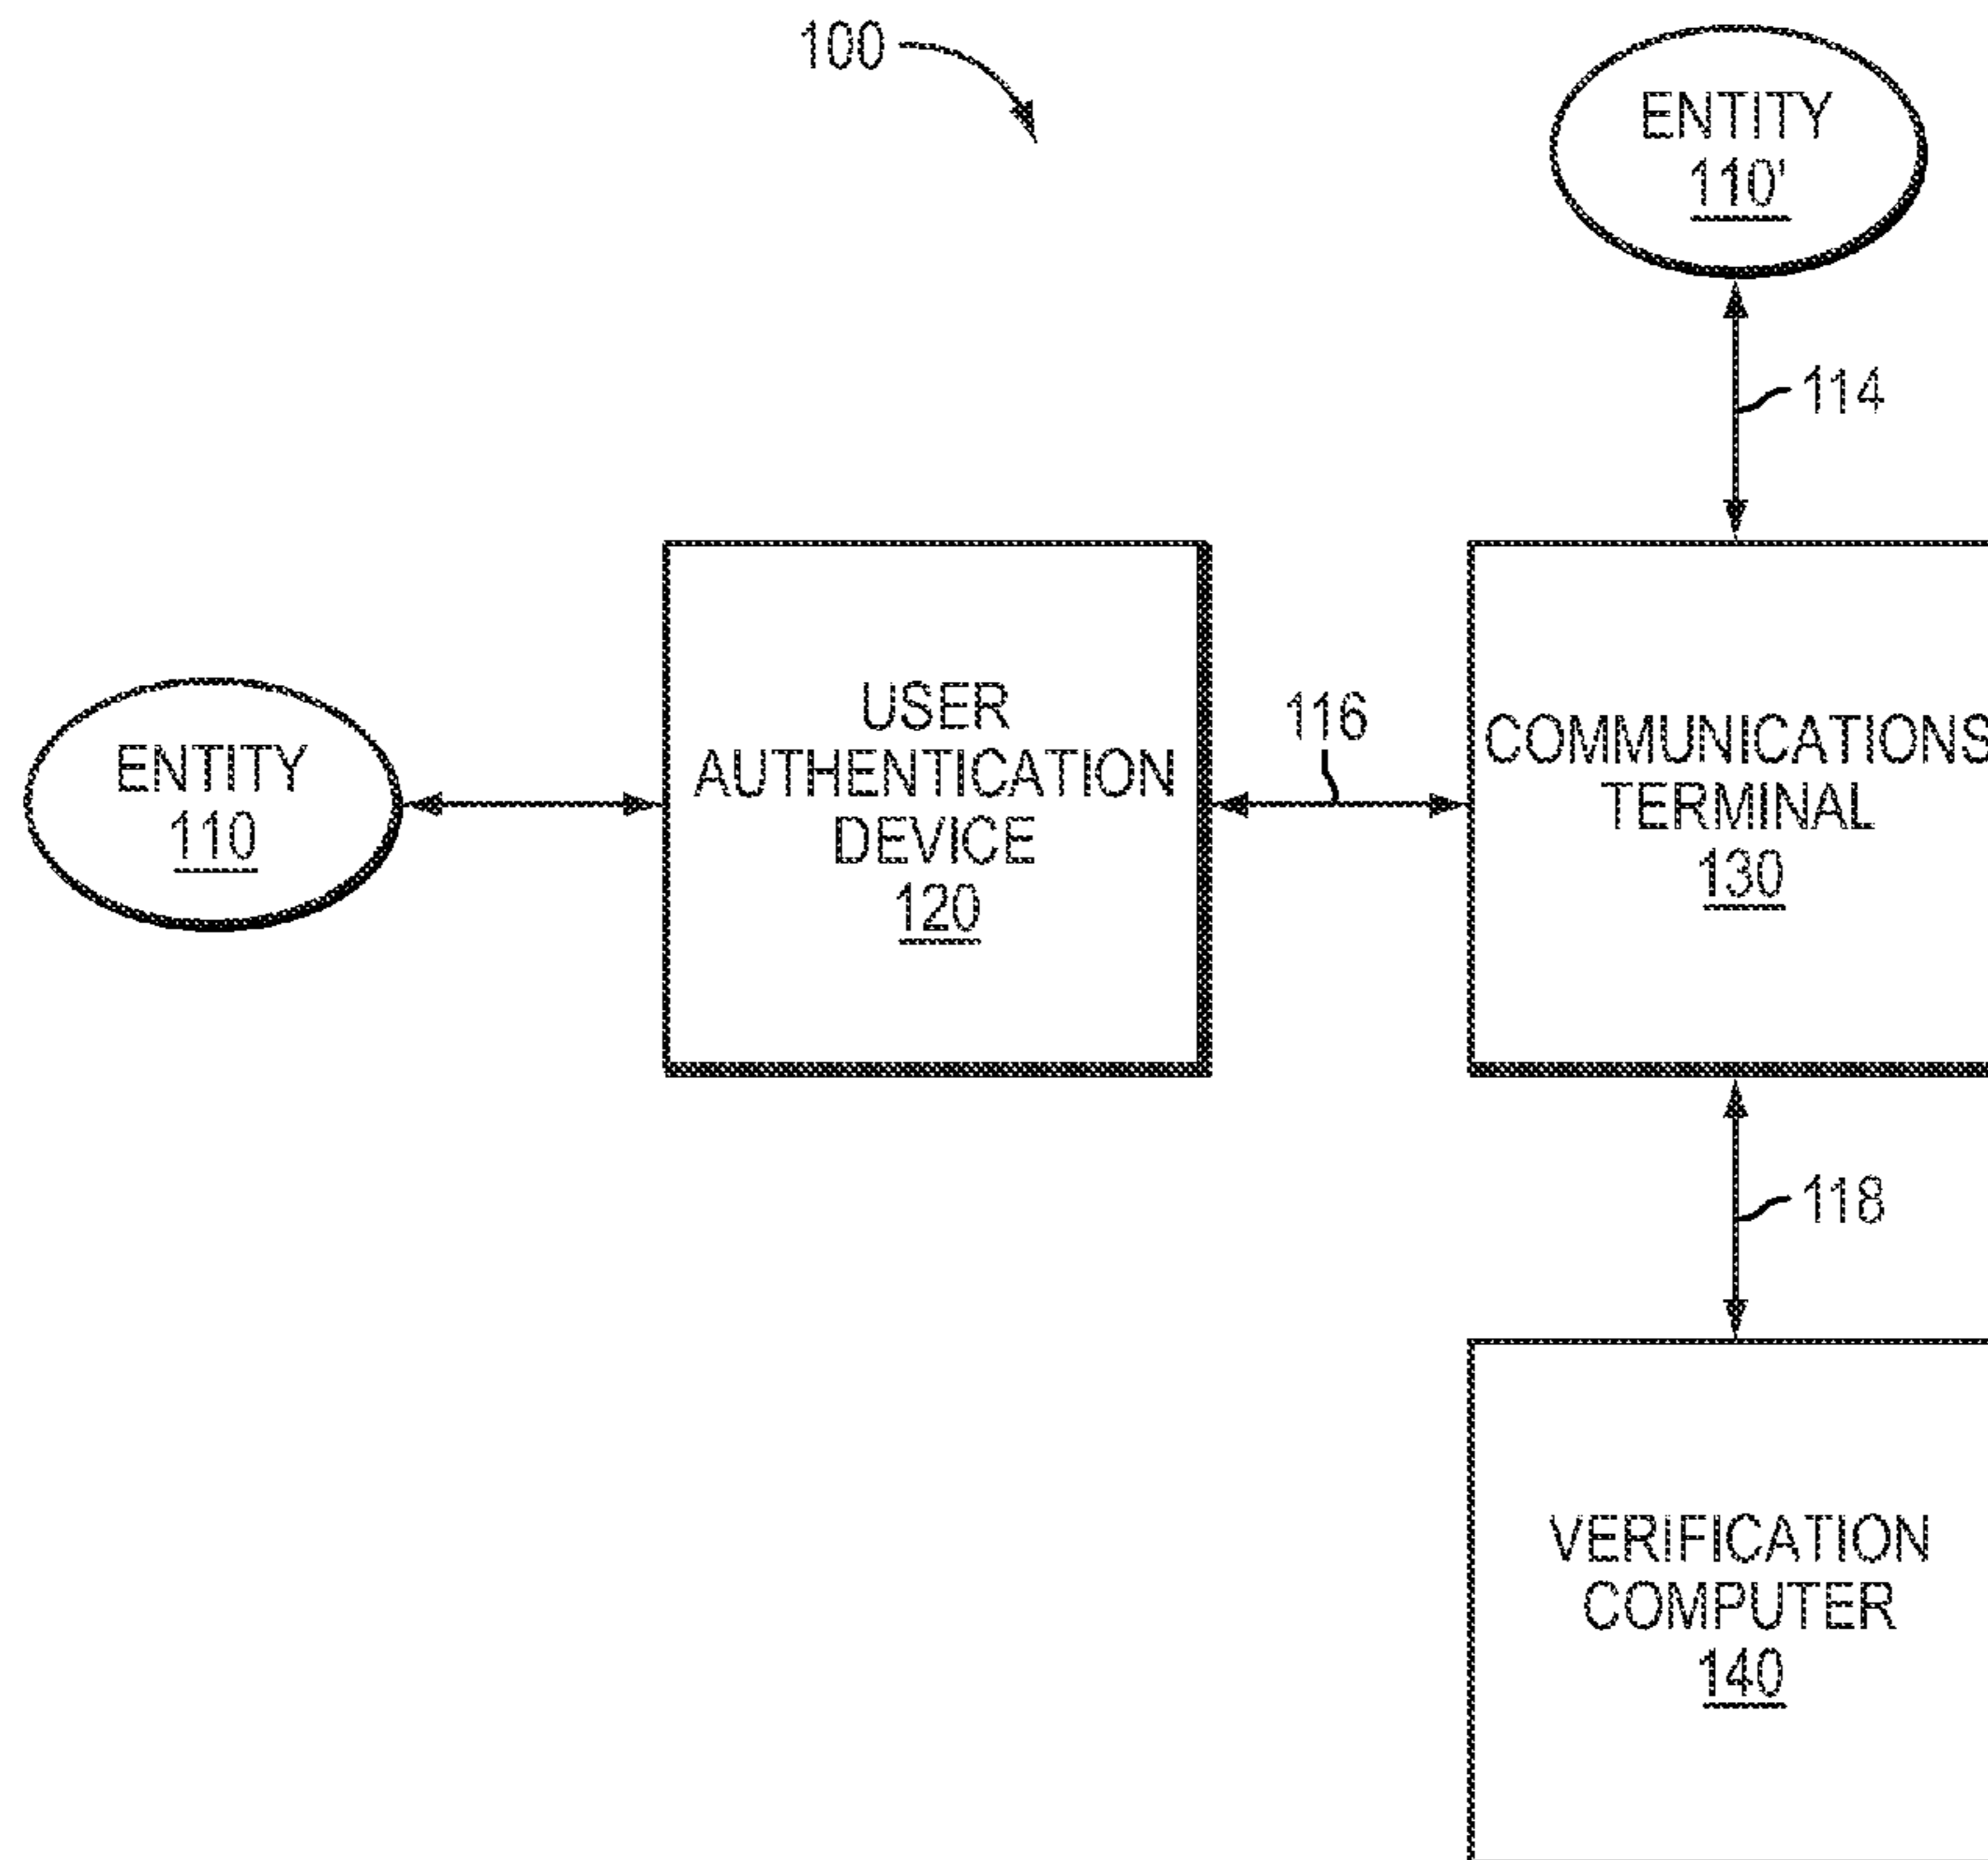 100
ENTITY
110'
114
ENTITY
110
USER
AUTHENTICATION
DEVICE
120
116
COMMUNICATIONS
TERMINAL
130
118
VERIFICATION
COMPUTER
140